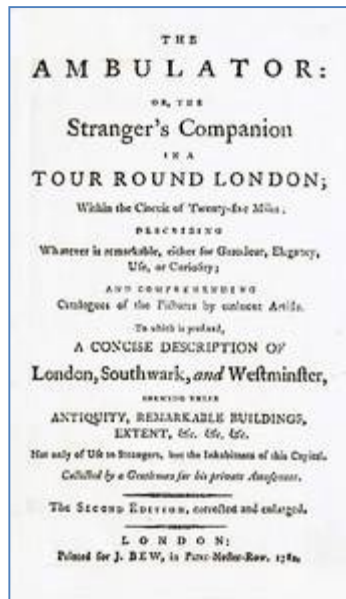 THE
AMBULATOR:
OR, THE
Stranger's Companion
IN A
TOUR ROUND LONDON;
Within the Circuit of Twenty-five Miles;
DESCRIBING
Whatever is remarkable, either for Grandeur, Elegancy,
Use, or Curiosity;
AND COMPREHENDING
Catalogues of the Pictures by eminent Artists.
To which is prefixed,
A CONCISE DESCRIPTION OF
London, Southwark, and Westminster,
SHEWING THEIR
ANTIQUITY, REMARKABLE BUILDINGS,
EXTENT, &c. &c. &c.
Not only of Use to Strangers, but the Inhabitants of this Capital.
Collected by a Gentleman for his private Amusement.
The SECOND EDITION, corrected and enlarged.
LONDON:
Printed for J. BEW, in Pater-Noster-Row. 1782.